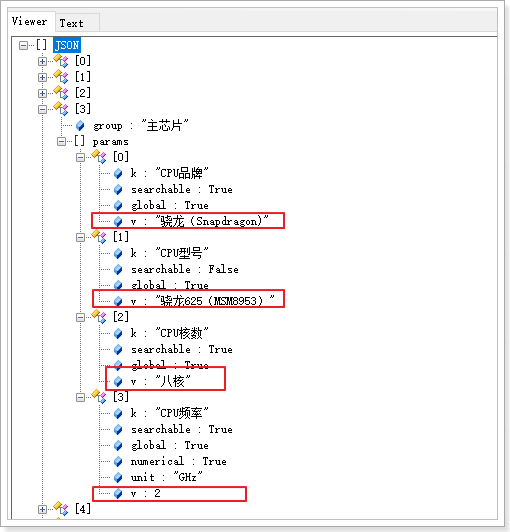 Viewer Text
[] JSON
[0]
[1]
[2]
[3]
group : "主芯片"
[] params
[0]
k : "CPU品牌"
searchable : True
global : True
v : "骁龙（Snapdragon)"
[1]
k : "CPU型号"
searchable : False
global : True
v : "骁龙625（MSM8953）"
[2]
k : "CPU核数"
searchable : True
global : True
v : "八核"
[3]
k : "CPU频率"
searchable : True
global : True
numerical : True
unit : "GHz"
v : 2
[4]